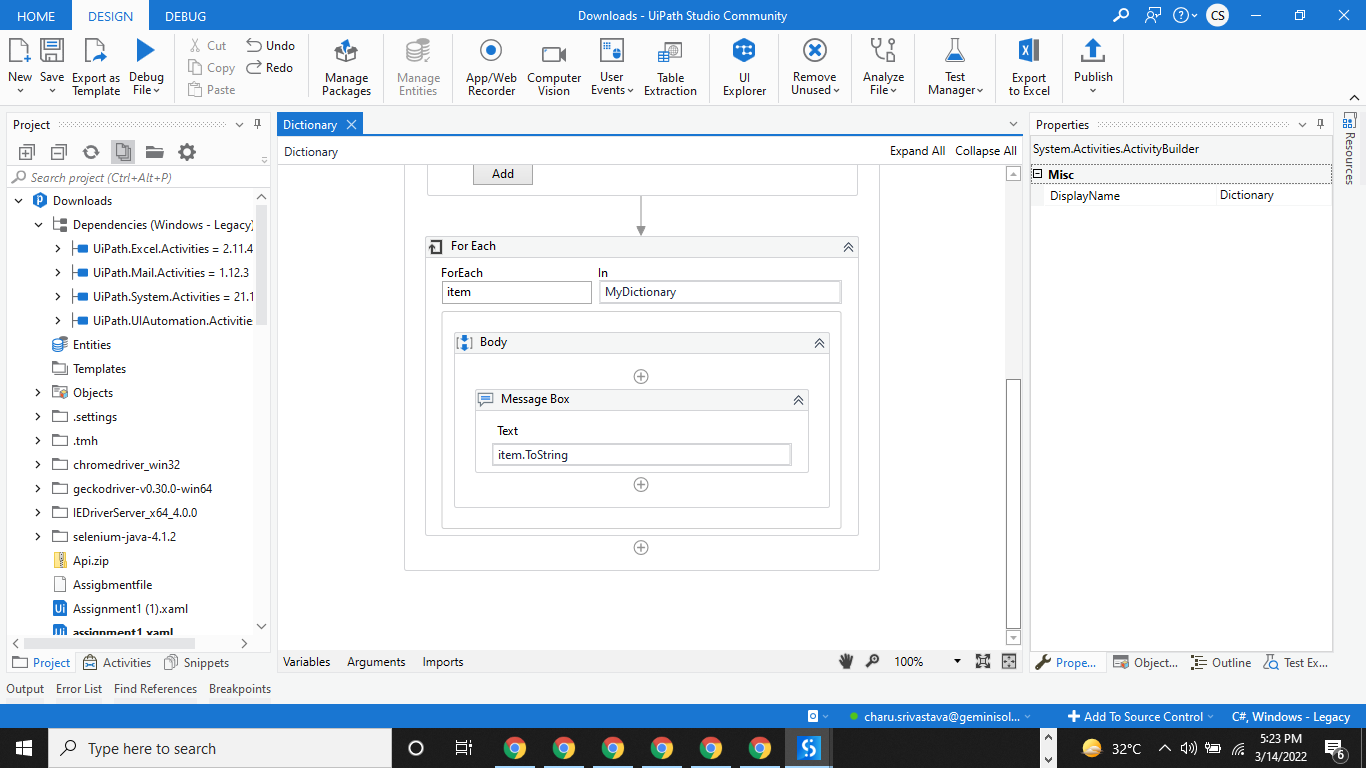 HOME DESIGN DEBUG Downloads - UiPath Studio Community CS
New Save Export as Template Debug File Cut Copy Paste Undo Redo Manage Packages Manage Entities App/Web Recorder Computer Vision User Events Table Extraction UI Explorer Remove Unused Analyze File Test Manager Export to Excel Publish
Project
Search project (Ctrl+Alt+P)
Downloads
Dependencies (Windows - Legacy)
UiPath.Excel.Activities = 2.11.4
UiPath.Mail.Activities = 1.12.3
UiPath.System.Activities = 21.1
UiPath.UIAutomation.Activitie
Entities
Templates
Objects
.settings
.tmh
chromedriver_win32
geckodriver-v0.30.0-win64
IEDriverServer_x64_4.0.0
selenium-java-4.1.2
Api.zip
Assigbmentfile
Assignment1 (1).xaml
assignment1.xaml
Project Activities Snippets
Dictionary
Dictionary Expand All Collapse All
Add
For Each
ForEach In
item MyDictionary
Body
Message Box
Text
item.ToString
Variables Arguments Imports 100%
Properties
System.Activities.ActivityBuilder
Misc
DisplayName Dictionary
Resources
Prope... Object... Outline Test Ex...
Output Error List Find References Breakpoints
charu.srivastava@geminisol... Add To Source Control C#, Windows - Legacy
Type here to search 32°C 5:23 PM
3/14/2022 6